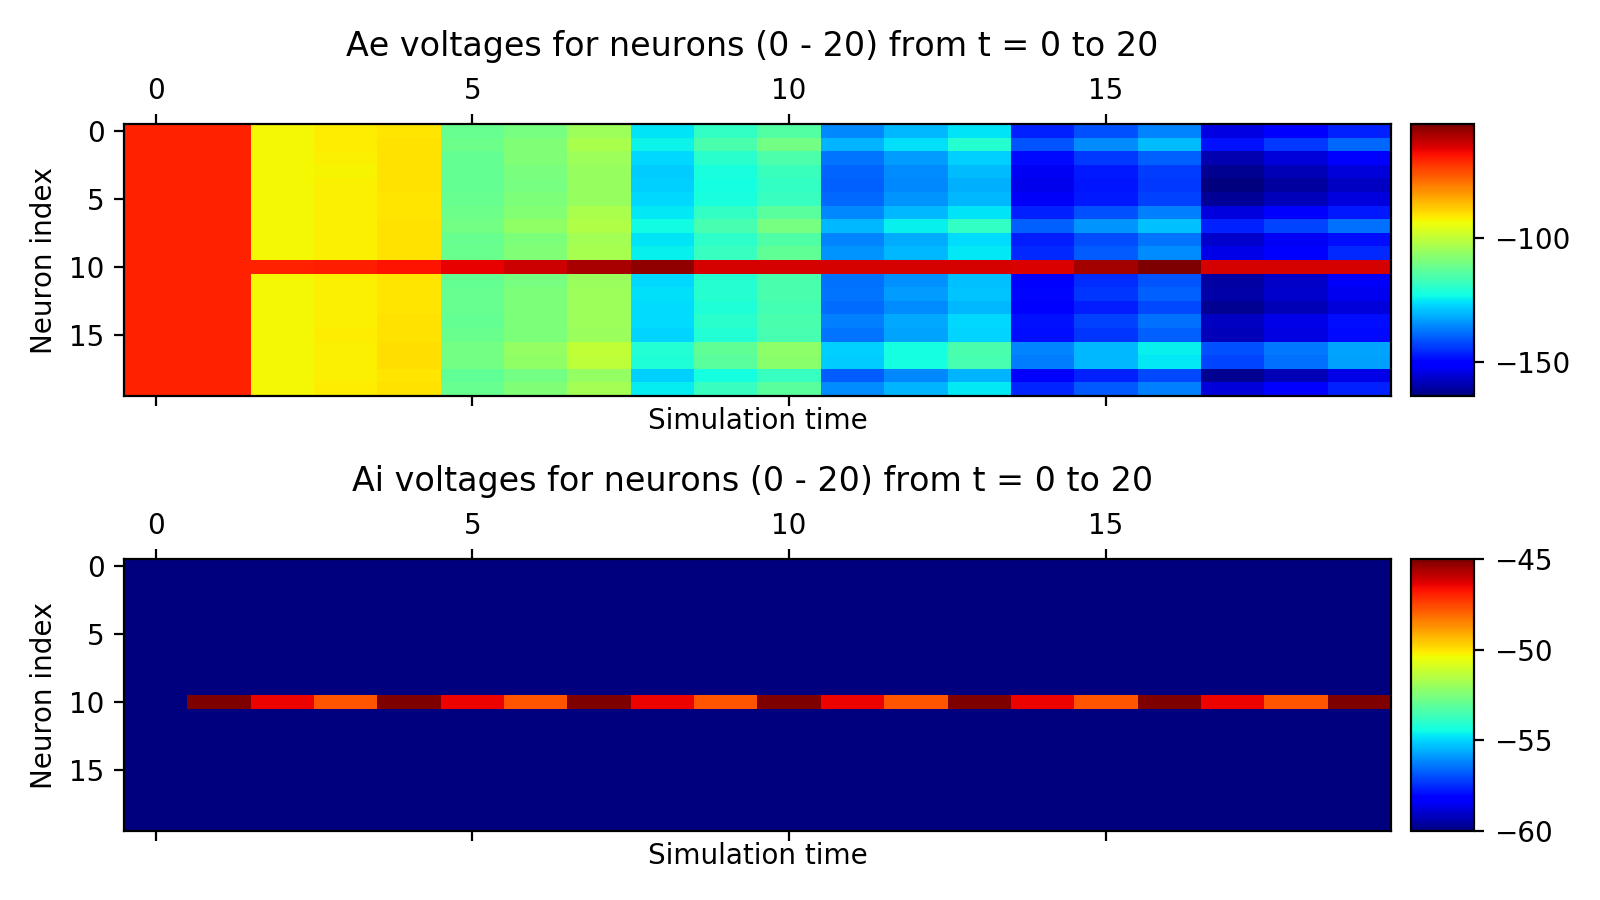 Ae voltages for neurons (0 - 20) from t = 0 to 20
0 5 10 15
Neuron index
0
5
10
15
−100
−150
Simulation time
Ai voltages for neurons (0 - 20) from t = 0 to 20
0 5 10 15
Neuron index
0
5
10
15
−45
−50
−55
−60
Simulation time